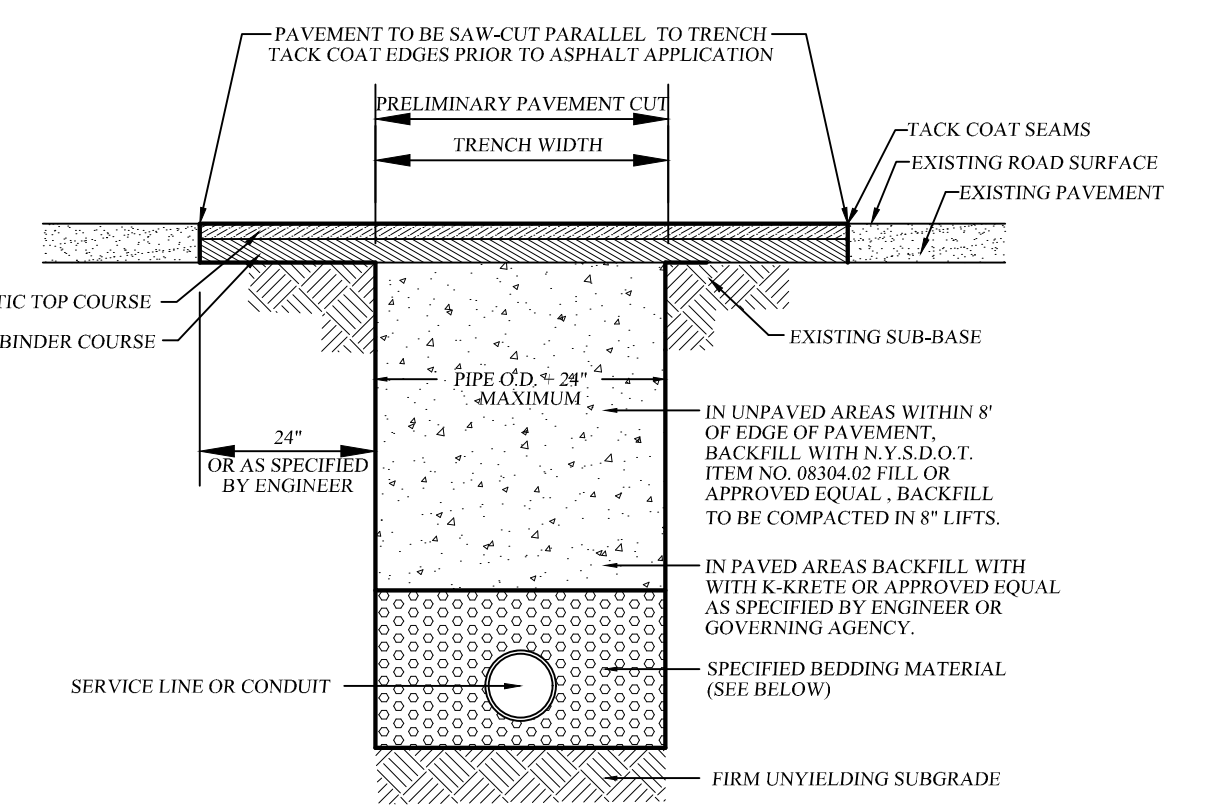 PAVEMENT TO BE SAW-CUT PARALLEL TO TRENCH
TACK COAT EDGES PRIOR TO ASPHALT APPLICATION
PRELIMINARY PAVEMENT CUT
TRENCH WIDTH
TACK COAT SEAMS
EXISTING ROAD SURFACE
EXISTING PAVEMENT
TOP COURSE
BINDER COURSE
EXISTING SUB-BASE
PIPE O.D. + 24"
MAXIMUM
24"
OR AS SPECIFIED
BY ENGINEER
IN UNPAVED AREAS WITHIN 8'
OF EDGE OF PAVEMENT,
BACKFILL WITH N.Y.S.D.O.T.
ITEM NO. 08304.02 FILL OR
APPROVED EQUAL , BACKFILL
TO BE COMPACTED IN 8" LIFTS.
IN PAVED AREAS BACKFILL WITH
WITH K-KRETE OR APPROVED EQUAL
AS SPECIFIED BY ENGINEER OR
GOVERNING AGENCY.
SPECIFIED BEDDING MATERIAL
(SEE BELOW)
SERVICE LINE OR CONDUIT
FIRM UNYIELDING SUBGRADE